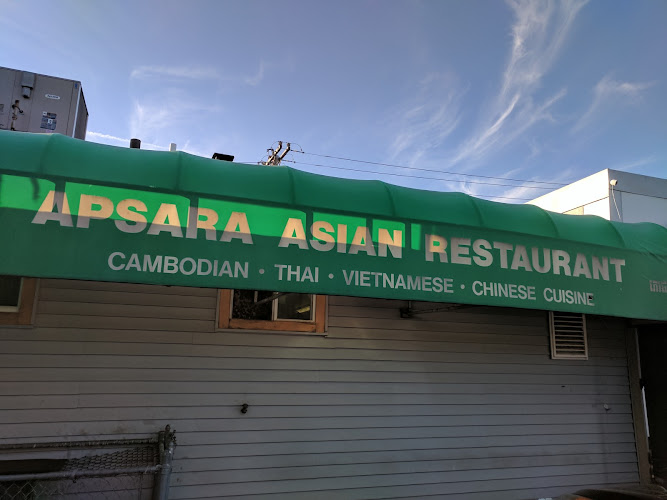 APSARA ASIAN RESTAURANT
CAMBODIAN • THAI • VIETNAMESE • CHINESE CUISINE